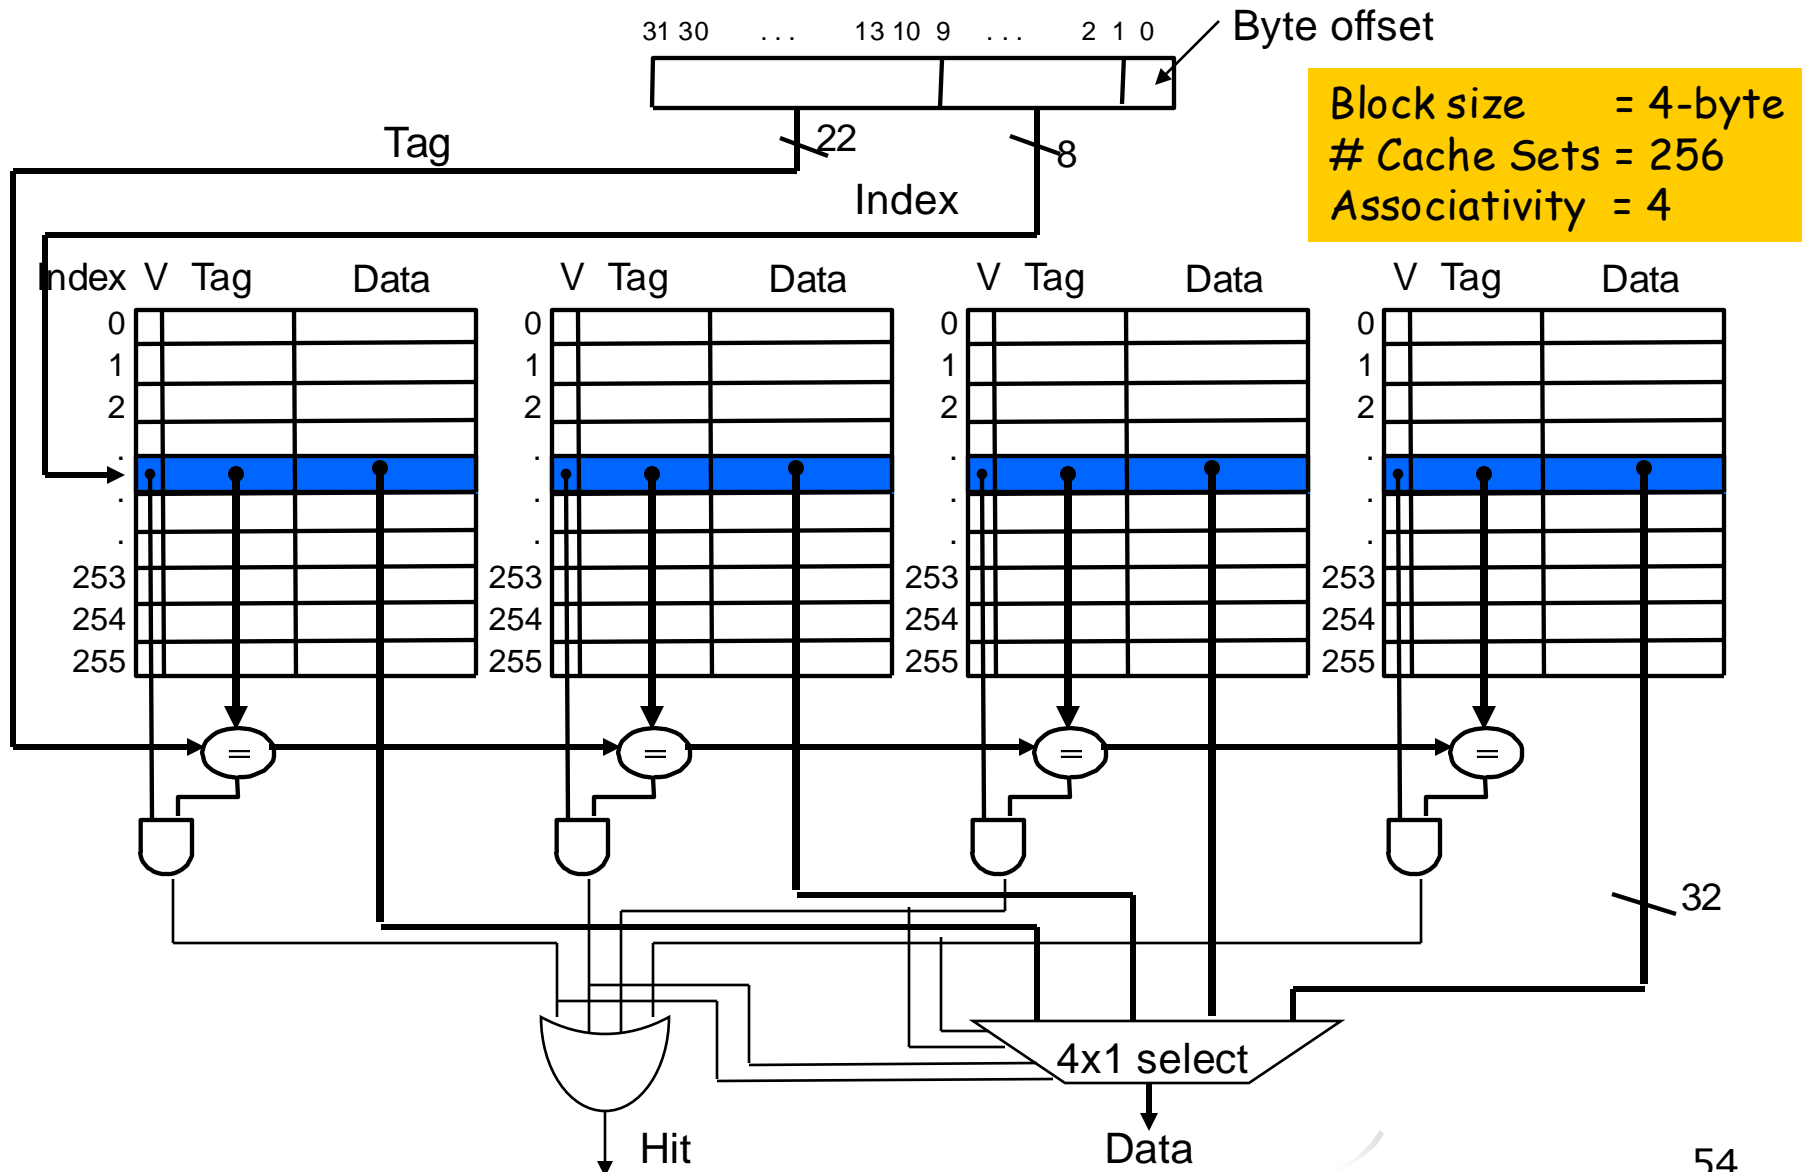 31 30 ... 13 10 9 ... 2 1 0
Byte offset
Block size = 4-byte
# Cache Sets = 256
Associativity = 4
Tag
22
8
Index
Index V Tag Data V Tag Data V Tag Data V Tag Data
0 0 0 0
1 1 1 1
2 2 2 2
. . . .
. . . .
. . . .
253 253 253 253
254 254 254 254
255 255 255 255
= = = =
32
4x1 select
Hit
Data
54